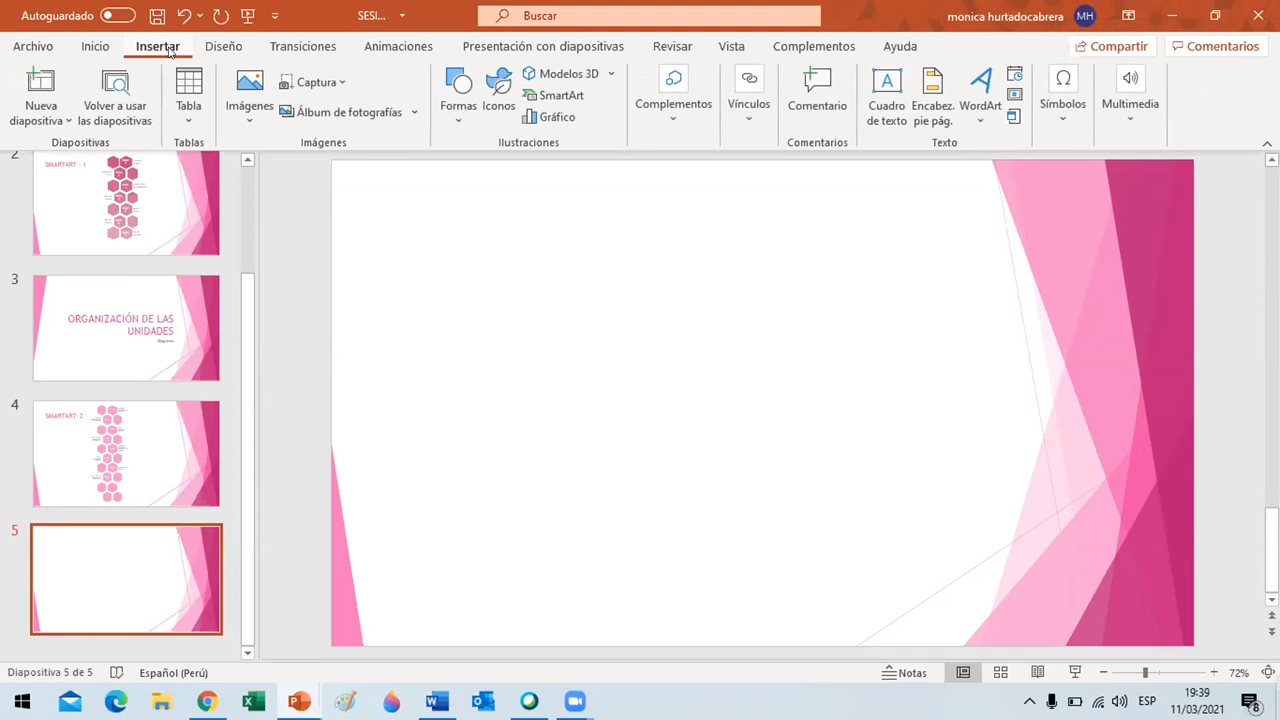 Autoguardado
SESI...
Buscar
monica hurtadocabrera
MH
Archivo
Inicio
Insertar
Diseño
Transiciones
Animaciones
Presentación con diapositivas
Revisar
Vista
Complementos
Ayuda
Compartir
Comentarios
Nueva
diapositiva
Volver a usar
las diapositivas
Diapositivas
Tabla
Tablas
Imágenes
Captura
Álbum de fotografías
Imágenes
Formas
Iconos
Modelos 3D
SmartArt
Gráfico
Ilustraciones
Complementos
Vínculos
Comentario
Comentarios
A
Cuadro
de texto
Encabez.
pie pág.
WordArt
Texto
Símbolos
Multimedia
2
SMARTART - 1
3
ORGANIZACIÓN DE LAS
UNIDADES
4
SMARTART-2
5
Diapositiva 5 de 5
Español (Perú)
Notas
72%
ESP
19:39
11/03/2021
8